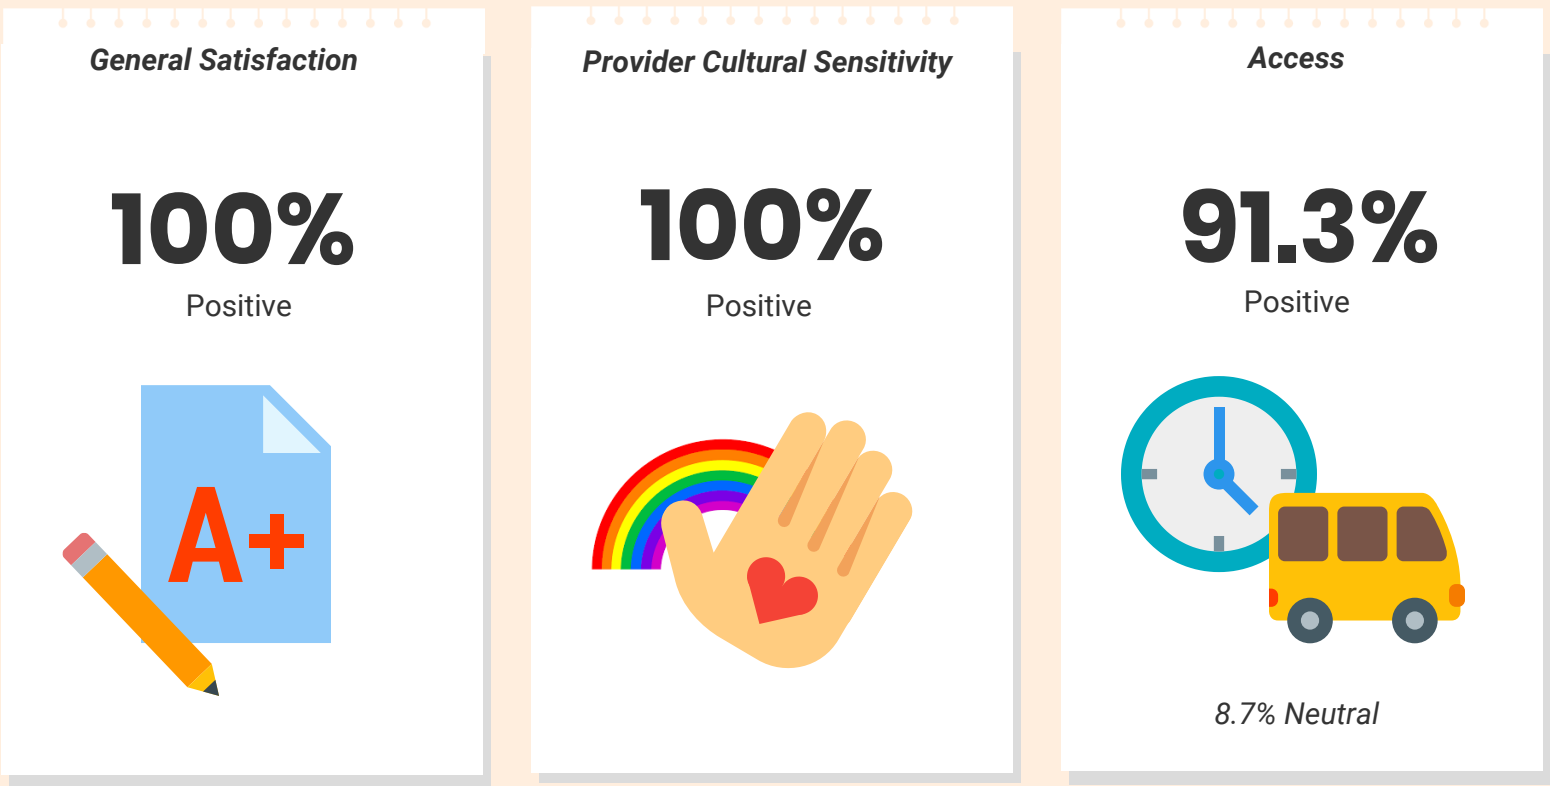 General Satisfaction
100%
Positive
A+
Provider Cultural Sensitivity
100%
Positive
Access
91.3%
Positive
8.7% Neutral